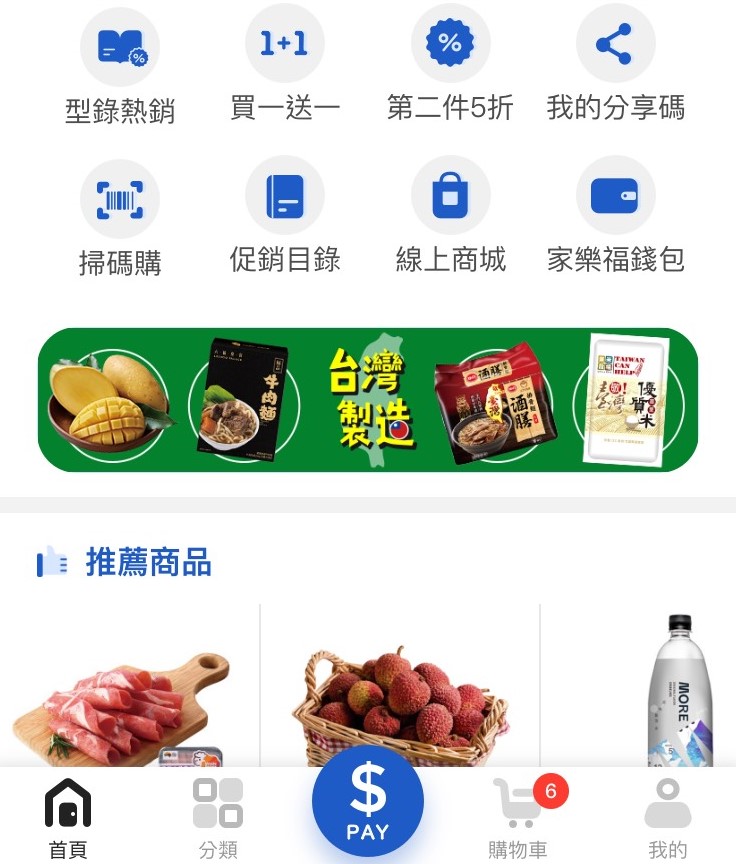 型錄熱銷
1+1
買一送一
%
第二件5折
我的分享碼
掃碼購
促銷目錄
線上商城
家樂福錢包
牛肉麵
台灣
製造
酒膳
TAIWAN
CAN
HELP
優質米
推薦商品
MORE
首頁
分類
$
PAY
6
購物車
我的